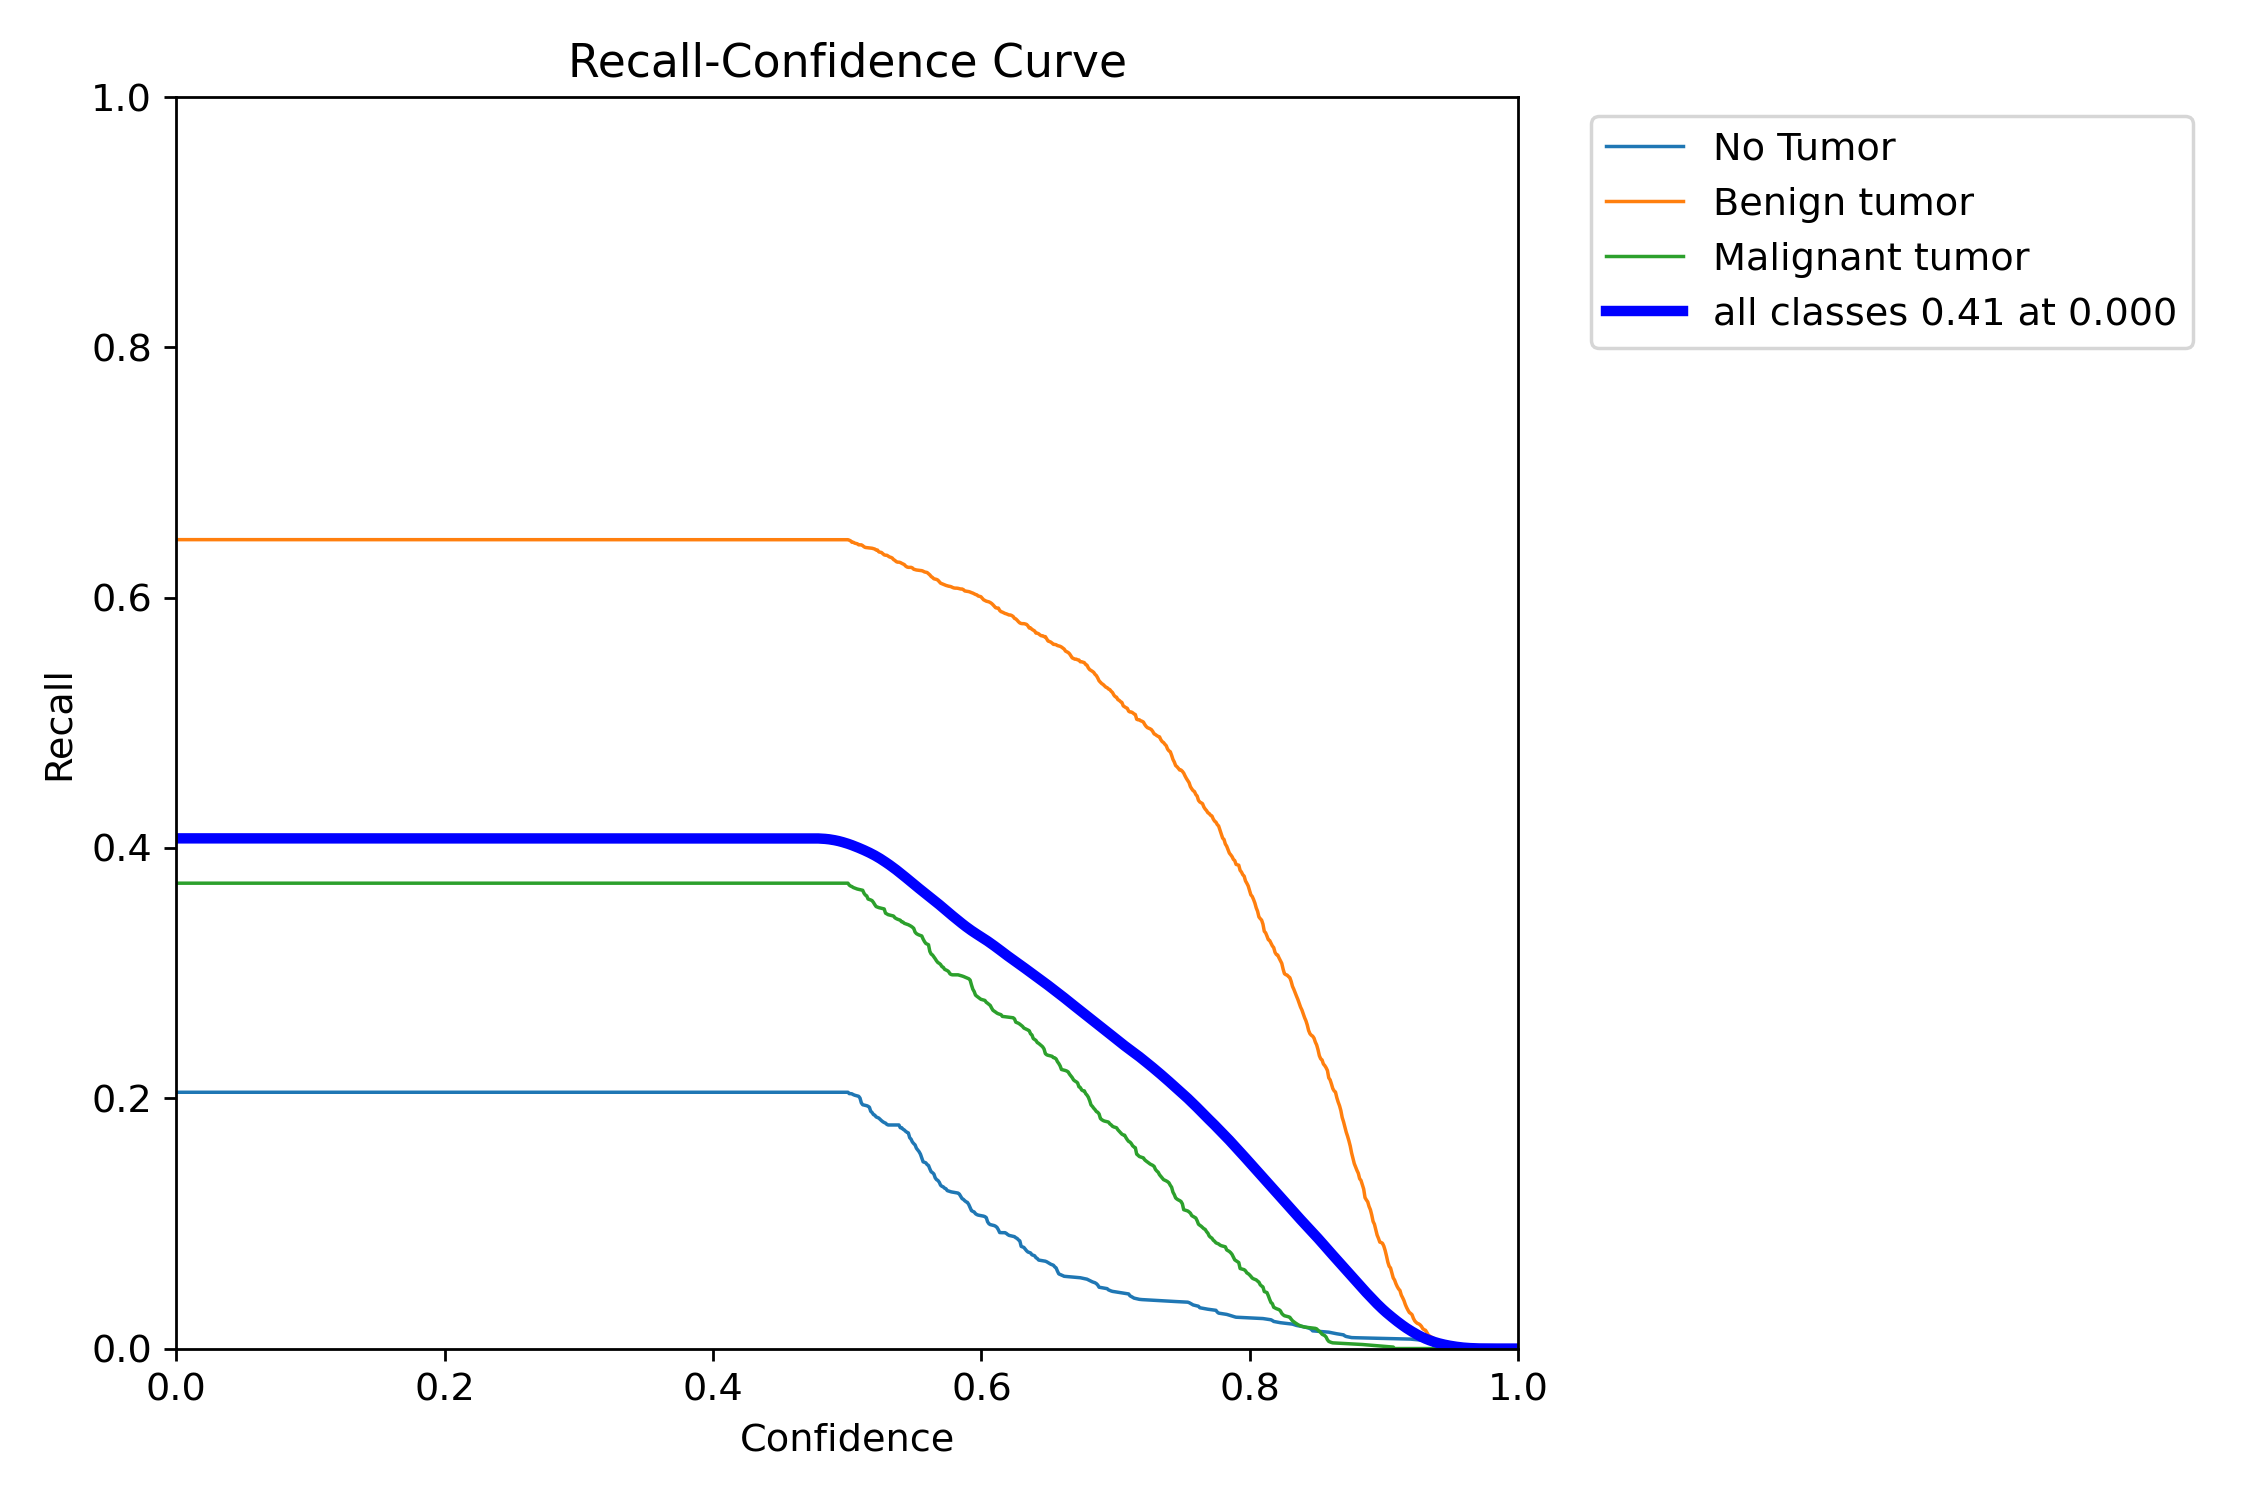 Recall-Confidence Curve
1.0
0.8
0.6
0.4
0.2
0.0
Recall
0.0 0.2 0.4 0.6 0.8 1.0
Confidence
No Tumor
Benign tumor
Malignant tumor
all classes 0.41 at 0.000